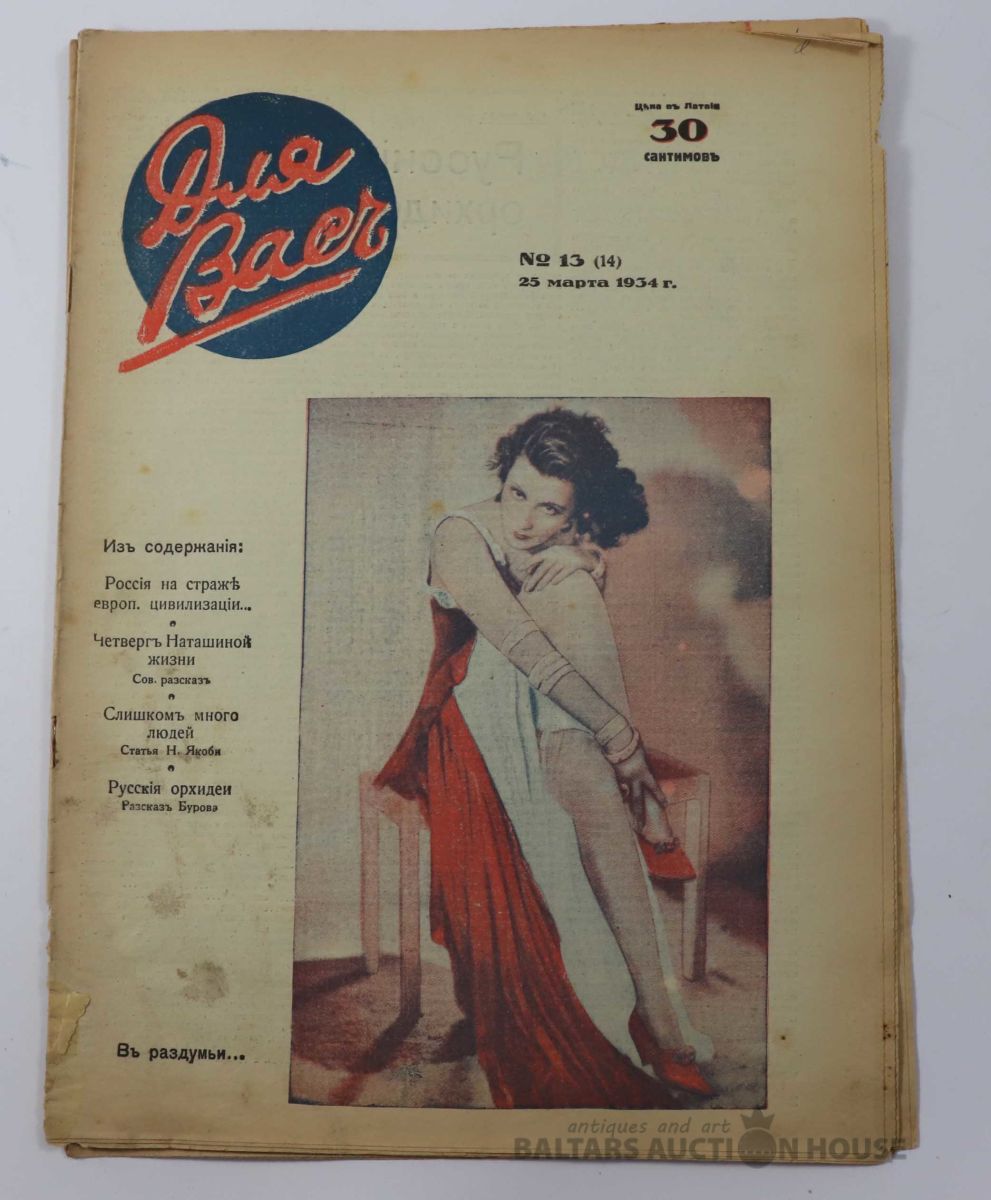 Для
Васъ
Цѣна въ Латвіи
30
сантимовъ
№ 13 (14)
25 марта 1934 г.
Изъ содержанія:
Россія на стражѣ
европ. цивилизаціи...
Четвергъ Наташиной
жизни
Сов. разсказъ
Слишкомъ много
людей
Статья Н. Якоби
Русскія орхидеи
Разсказъ Бурова
Въ раздумьи...
antiques and art
BALTARS AUCTION HOUSE